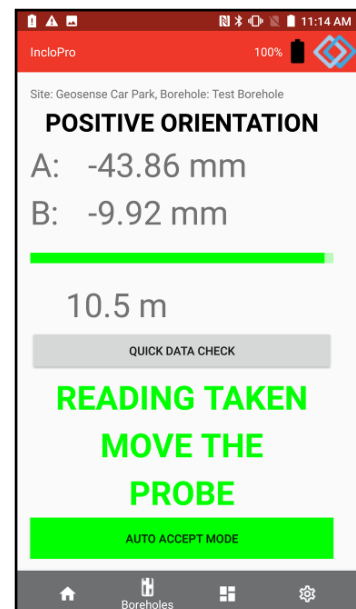 11:14 AM
IncloPro 100%
Site: Geosense Car Park, Borehole: Test Borehole
POSITIVE ORIENTATION
A: -43.86 mm
B: -9.92 mm
10.5 m
QUICK DATA CHECK
READING TAKEN
MOVE THE
PROBE
AUTO ACCEPT MODE
Boreholes